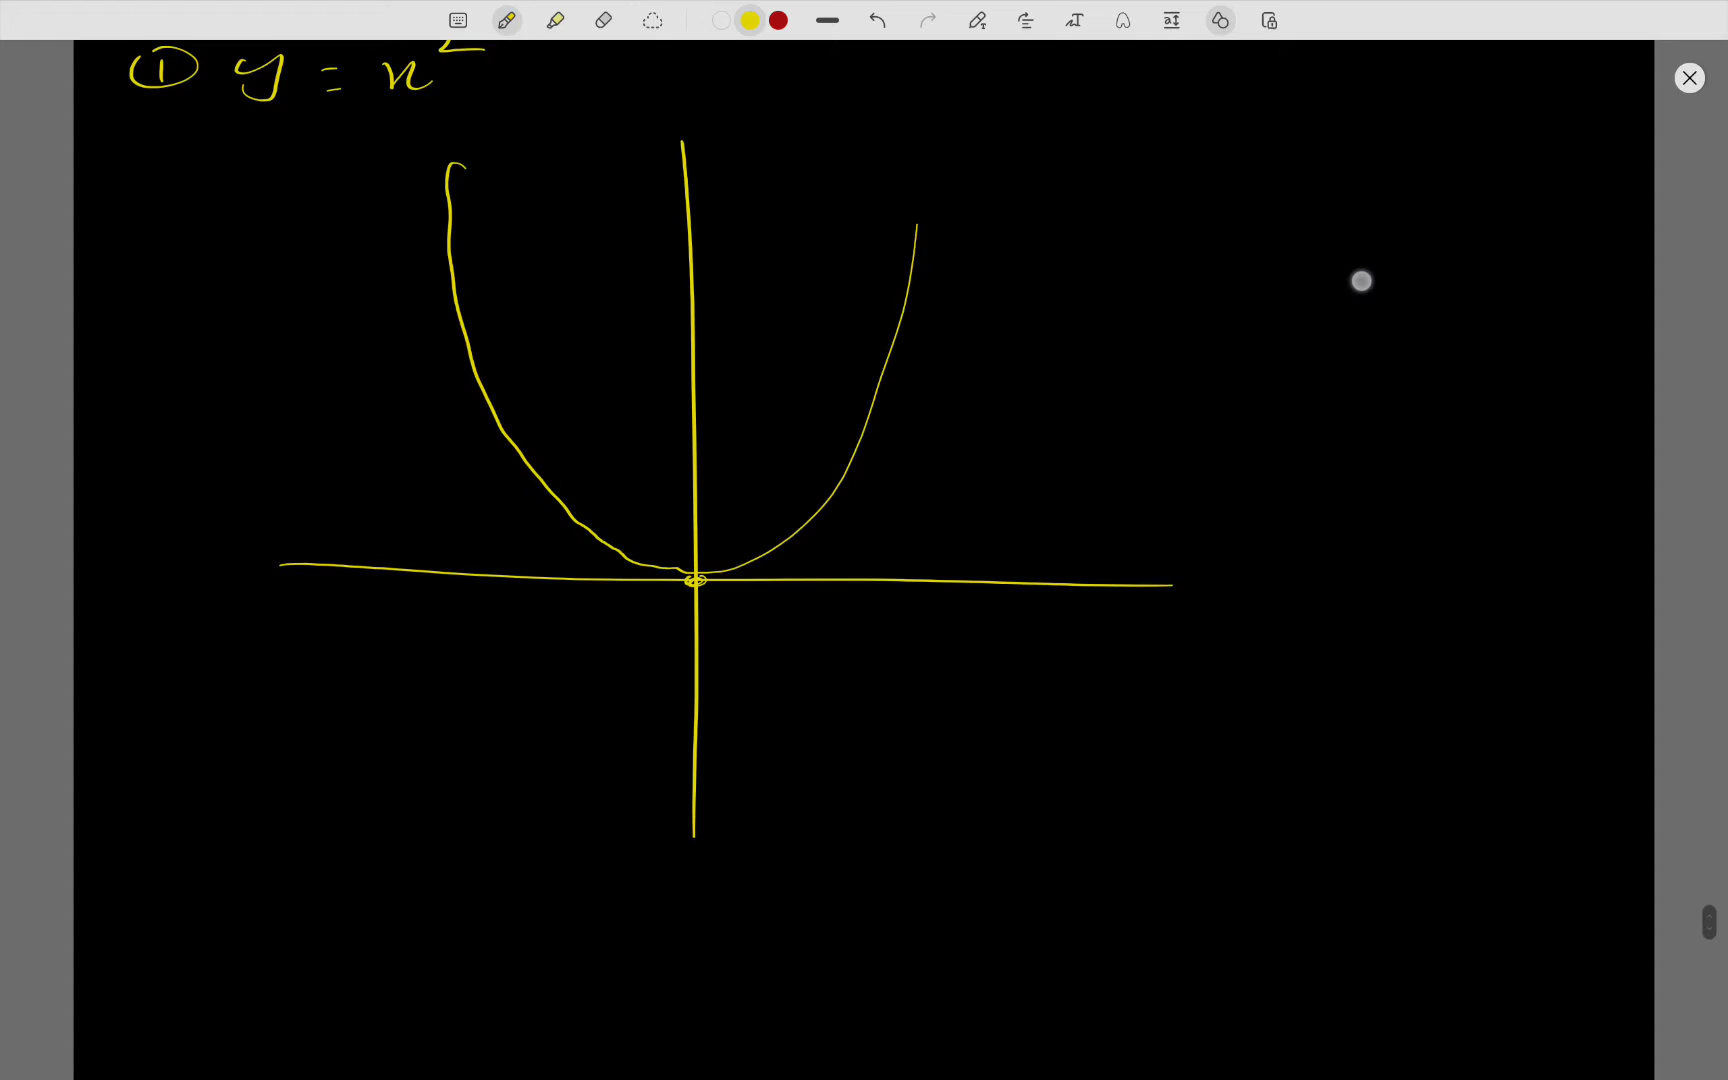 ① y = x²